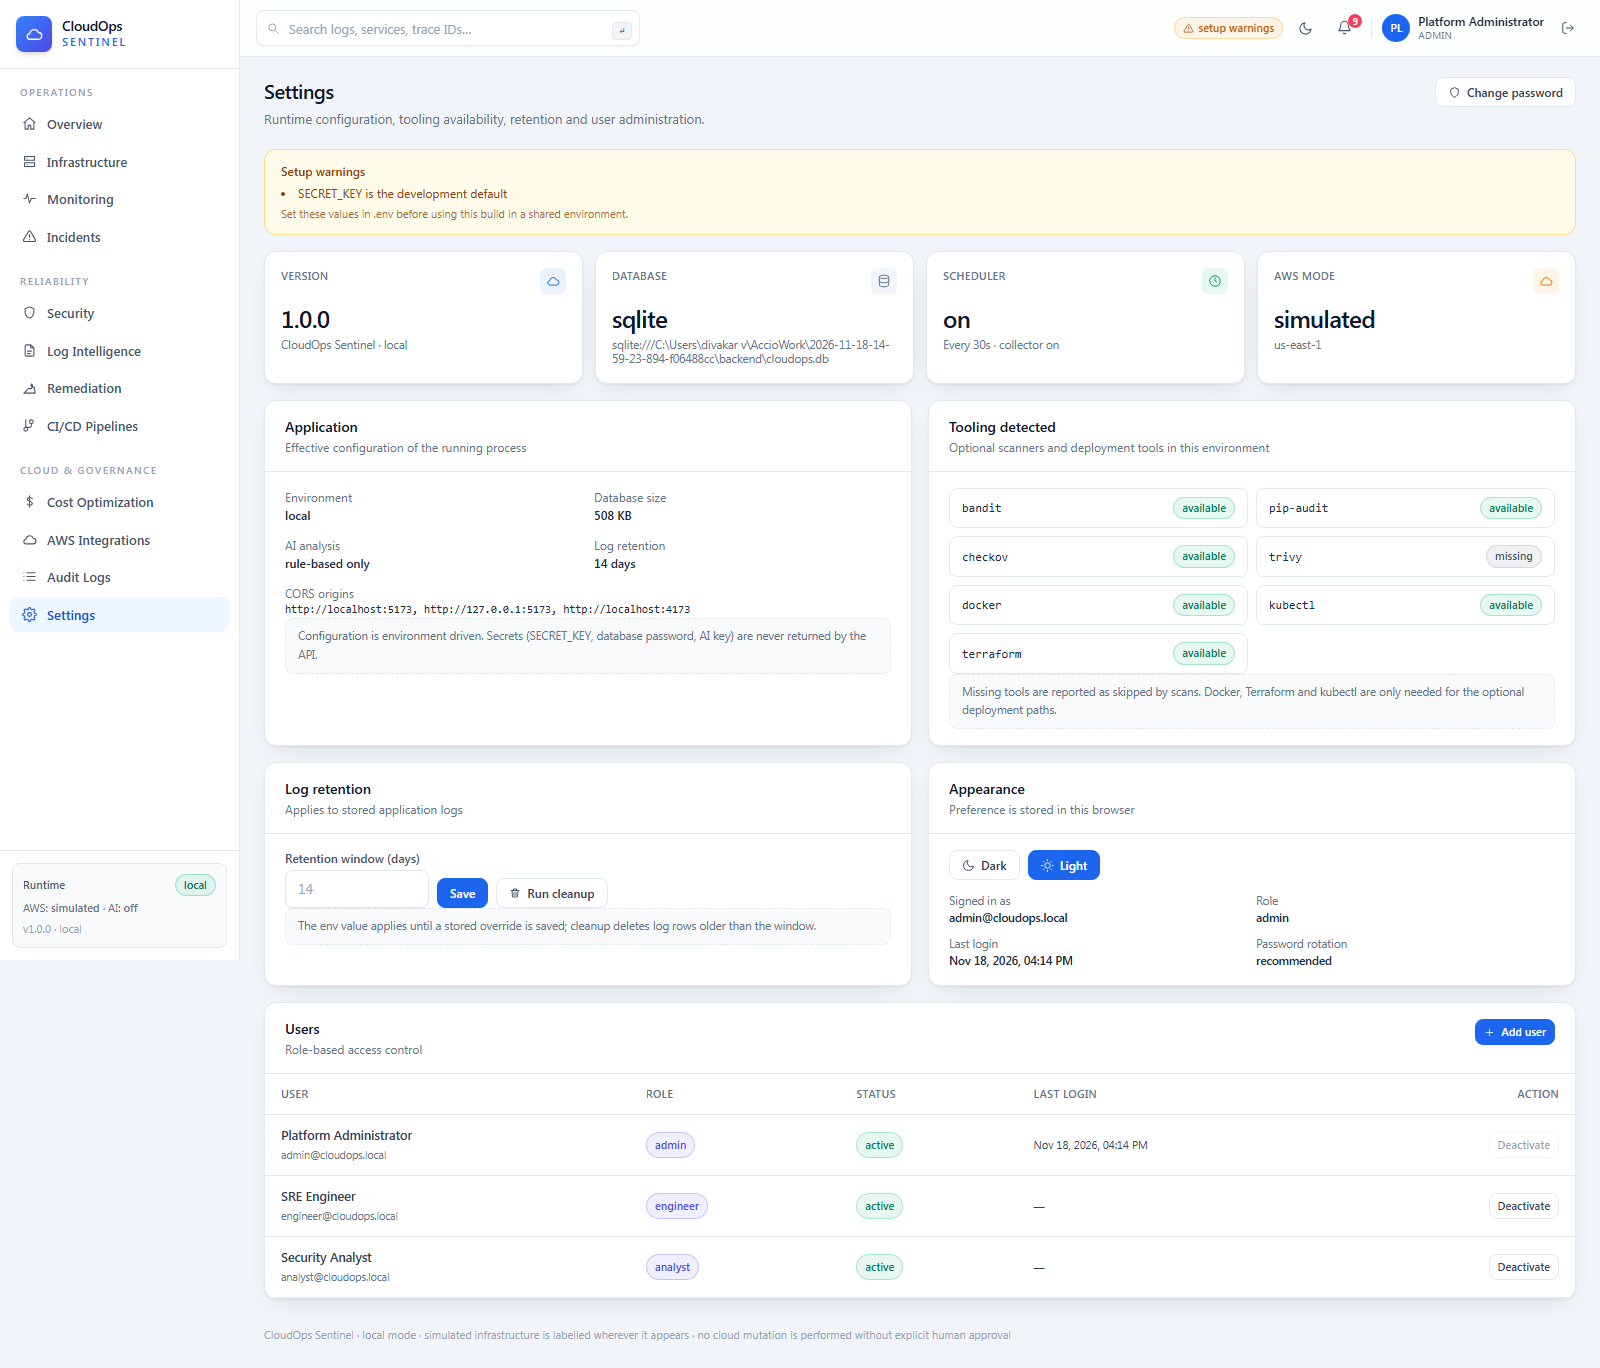 CloudOps
SENTINEL
OPERATIONS
Overview
Infrastructure
Monitoring
Incidents
RELIABILITY
Security
Log Intelligence
Remediation
CI/CD Pipelines
CLOUD & GOVERNANCE
Cost Optimization
AWS Integrations
Audit Logs
Settings
Runtime
local
AWS: simulated · AI: off
v1.0.0 · local
Search logs, services, trace IDs...
setup warnings
9
PL
Platform Administrator
ADMIN
Settings
Runtime configuration, tooling availability, retention and user administration.
Change password
Setup warnings
• SECRET_KEY is the development default
Set these values in .env before using this build in a shared environment.
VERSION
1.0.0
CloudOps Sentinel · local
DATABASE
sqlite
sqlite:///C:\Users\divakar v\AccioWork\2026-11-18-14-
59-23-894-f06488cc\backend\cloudops.db
SCHEDULER
on
Every 30s · collector on
AWS MODE
simulated
us-east-1
Application
Effective configuration of the running process
Environment
local
Database size
508 KB
AI analysis
rule-based only
Log retention
14 days
CORS origins
http://localhost:5173, http://127.0.0.1:5173, http://localhost:4173
Configuration is environment driven. Secrets (SECRET_KEY, database password, AI key) are never returned by the
API.
Tooling detected
Optional scanners and deployment tools in this environment
bandit available
pip-audit available
checkov available
trivy missing
docker available
kubectl available
terraform available
Missing tools are reported as skipped by scans. Docker, Terraform and kubectl are only needed for the optional
deployment paths.
Log retention
Applies to stored application logs
Retention window (days)
14
Save
Run cleanup
The env value applies until a stored override is saved; cleanup deletes log rows older than the window.
Appearance
Preference is stored in this browser
Dark
Light
Signed in as
admin@cloudops.local
Role
admin
Last login
Nov 18, 2026, 04:14 PM
Password rotation
recommended
Users
Role-based access control
+ Add user
USER ROLE STATUS LAST LOGIN ACTION
Platform Administrator
admin@cloudops.local
admin
active
Nov 18, 2026, 04:14 PM
Deactivate
SRE Engineer
engineer@cloudops.local
engineer
active
—
Deactivate
Security Analyst
analyst@cloudops.local
analyst
active
—
Deactivate
CloudOps Sentinel · local mode · simulated infrastructure is labelled wherever it appears · no cloud mutation is performed without explicit human approval